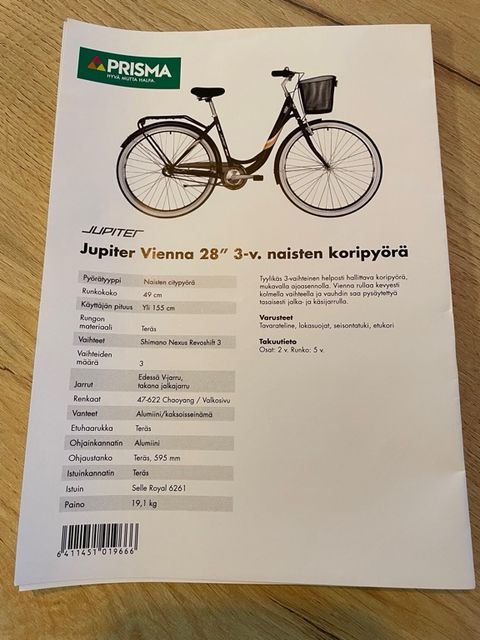 PRISMA
HYVÄ MUTTA HALPA.
JUPITER
Jupiter Vienna 28" 3-v. naisten koripyörä
Pyörätyyppi Naisten citypyörä
Runkokoko 49 cm
Käyttäjän pituus Yli 155 cm
Rungon
materiaali Teräs
Vaihteet Shimano Nexus Revoshift 3
Vaihteiden
määrä 3
Jarrut Edessä V-jarru,
takana jalkajarru
Renkaat 47-622 Chaoyang / Valkosivu
Vanteet Alumiini/kaksoisseinämä
Etuhaarukka Teräs
Ohjainkannatin Alumiini
Ohjaustanko Teräs, 595 mm
Istuinkannatin Teräs
Istuin Selle Royal 6261
Paino 19,1 kg
Tyylikäs 3-vaihteinen helposti hallittava koripyörä,
mukavalla ajoasennolla. Vienna rullaa kevyesti
kolmella vaihteella ja vauhdin saa pysäytettyä
tasaisesti jalka- ja käsijarrulla.
Varusteet
Tavarateline, lokasuojat, seisontatuki, etukori
Takuutieto
Osat: 2 v. Runko: 5 v.
6 411451 019666